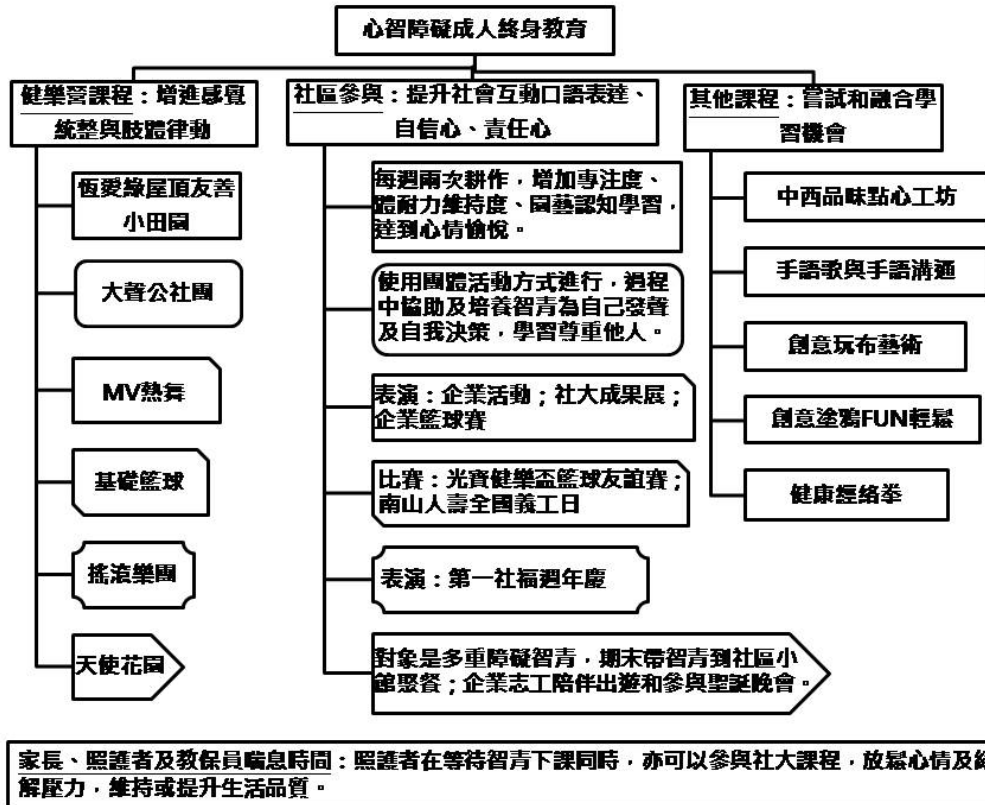 心智障礙成人終身教育
健樂營課程：增進感覺
統整與肢體律動
恆愛綠屋頂友善
小田園
大聲公社團
MV熱舞
基礎籃球
搖滾樂團
天使花園
社區參與：提升社會互動口語表達、
自信心、責任心
每週兩次耕作，增加專注度、
體耐力維持度、園藝認知學習，
達到心情愉悅。
使用團體活動方式進行，過程
中協助及培養智青為自己發聲
及自我決策，學習尊重他人。
表演：企業活動；社大成果展；
企業籃球賽
比賽：光寶健樂盃籃球友誼賽；
南山人壽全國義工日
表演：第一社福週年慶
對象是多重障礙智青，期末帶智青到社區小
館聚餐；企業志工陪伴出遊和參與聖誕晚會。
其他課程：嘗試和融合學
習機會
中西品味點心工坊
手語歌與手語溝通
創意玩布藝術
創意塗鴉FUN輕鬆
健康經絡拳
家長、照護者及教保員喘息時間：照護者在等待智青下課同時，亦可以參與社大課程，放鬆心情及
解壓力，維持或提升生活品質。